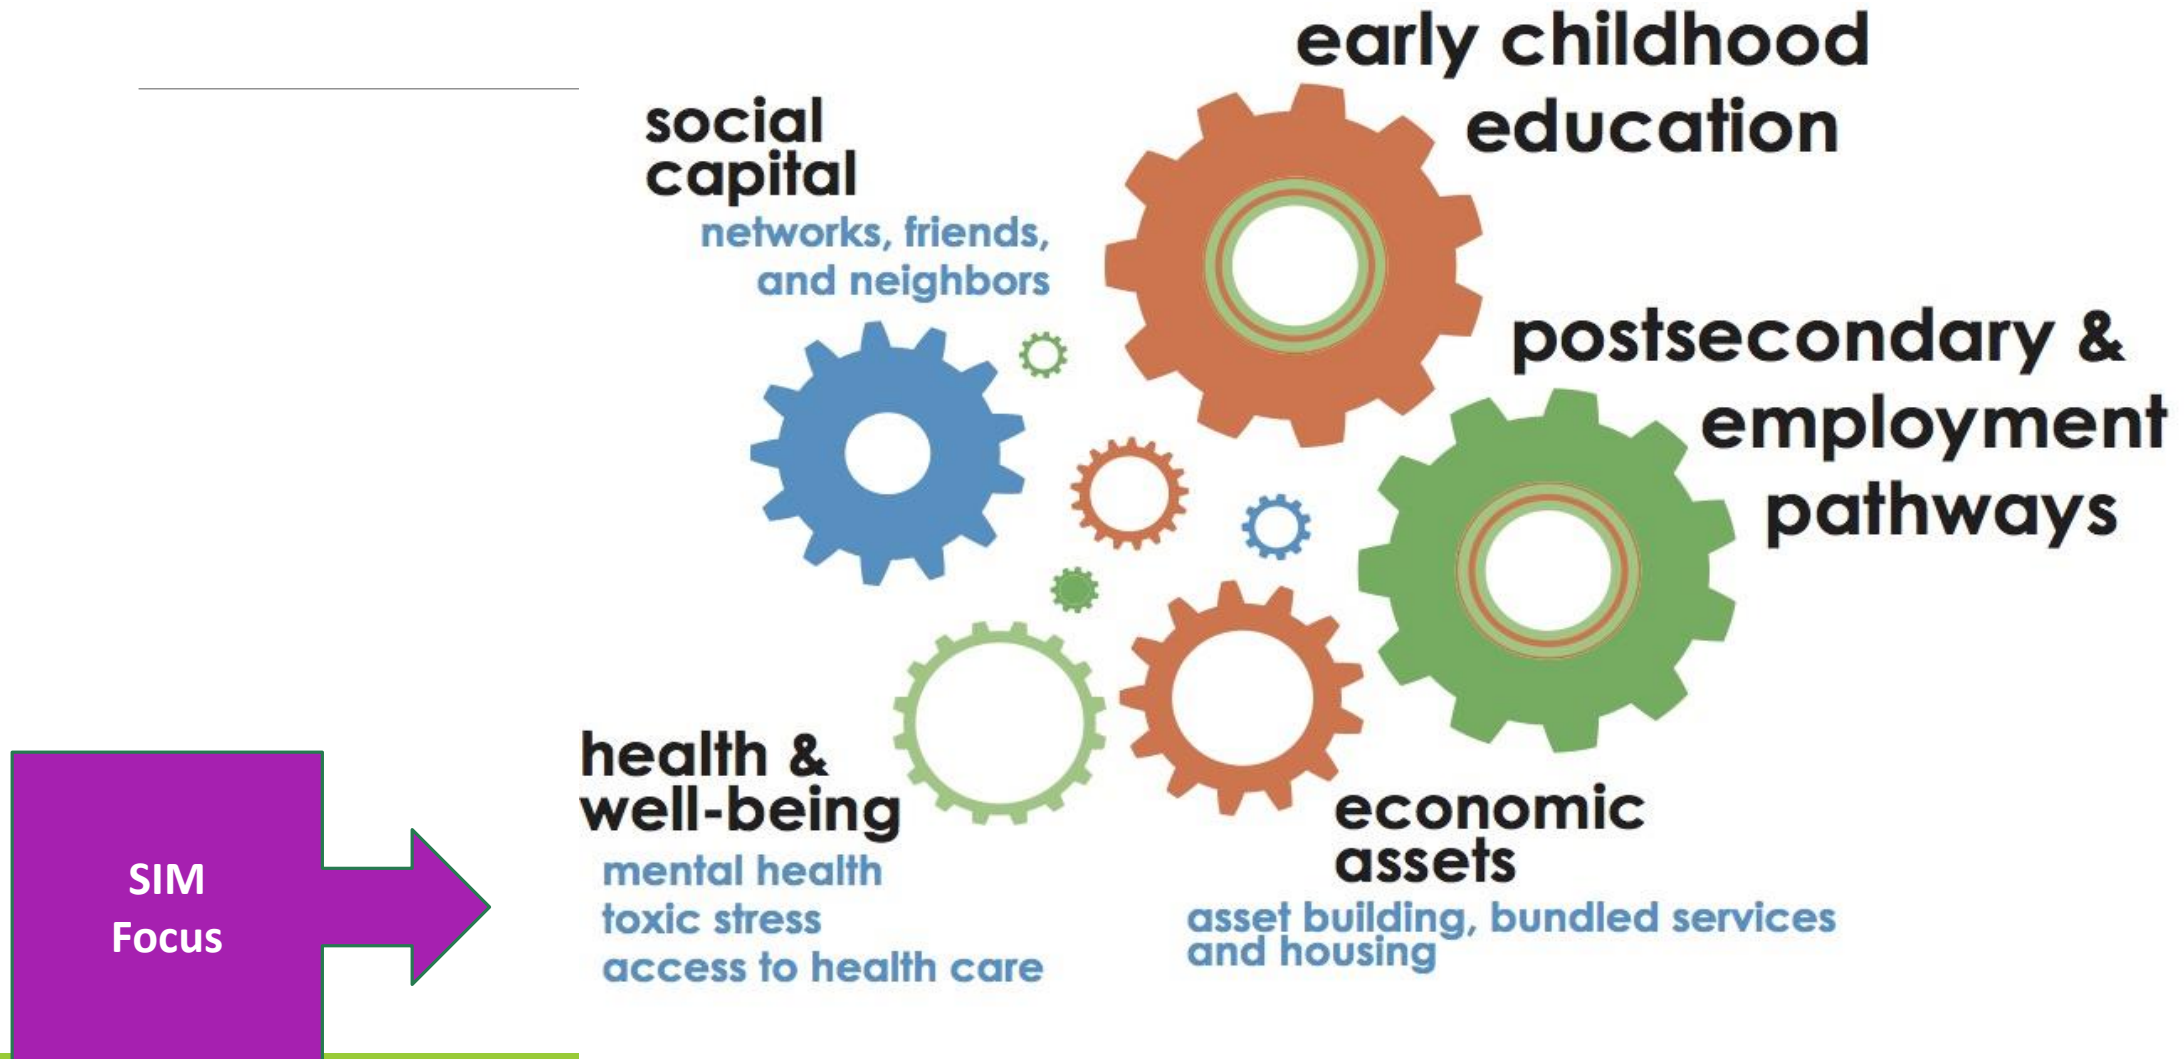 early childhood
education
social
capital
networks, friends,
and neighbors
postsecondary &
employment
pathways
health &
well-being
mental health
toxic stress
access to health care
economic
assets
asset building, bundled services
and housing
SIM
Focus